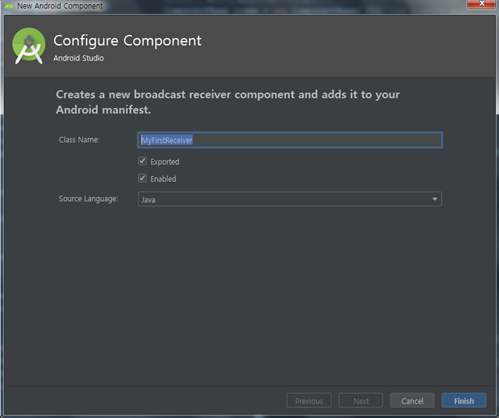 New Android Component
Configure Component
Android Studio
Creates a new broadcast receiver component and adds it to your
Android manifest.
Class Name: MyFirstReceiver
Exported
Enabled
Source Language: Java
Previous Next Cancel Finish